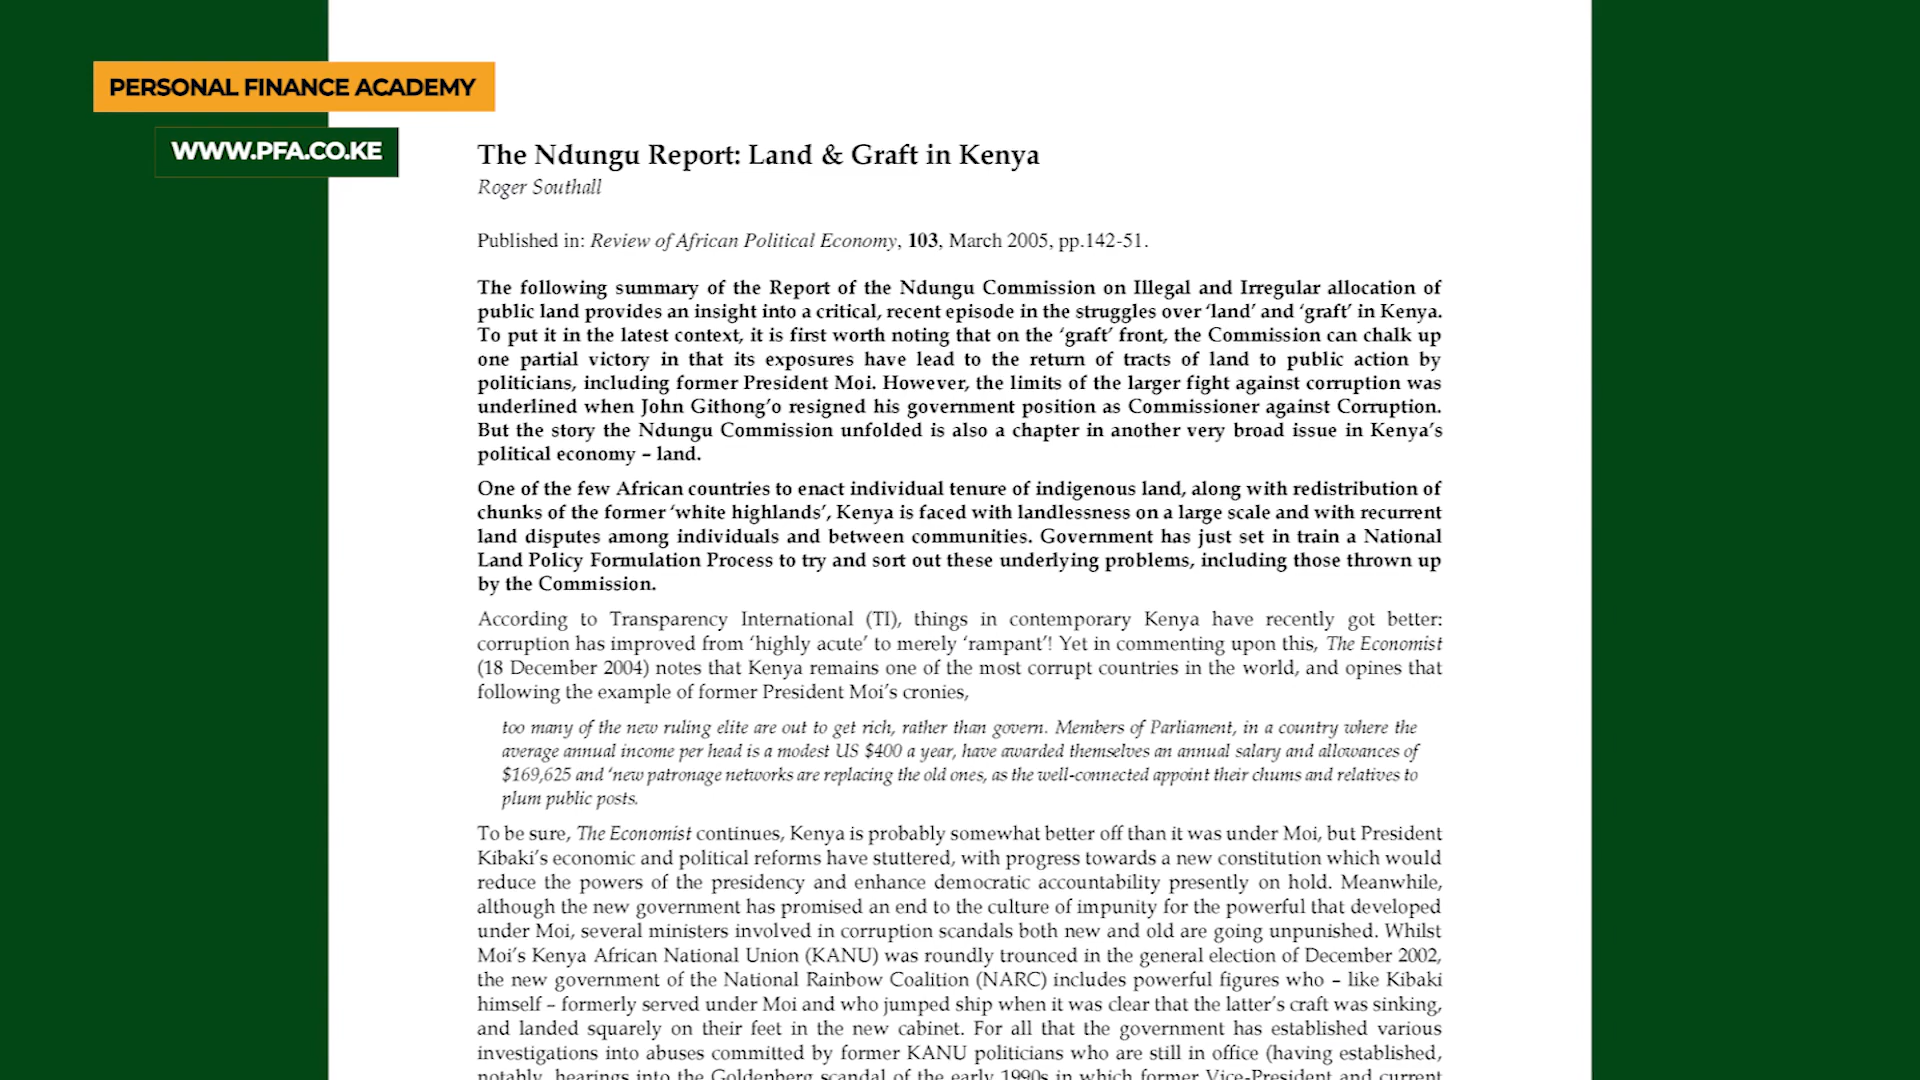 PERSONAL FINANCE ACADEMY
WWW.PFA.CO.KE
The Ndungu Report: Land & Graft in Kenya
Roger Southall
Published in: Review of African Political Economy, 103, March 2005, pp.142-51.
The following summary of the Report of the Ndungu Commission on Illegal and Irregular allocation of
public land provides an insight into a critical, recent episode in the struggles over ‘land’ and ‘graft’ in Kenya.
To put it in the latest context, it is first worth noting that on the ‘graft’ front, the Commission can chalk up
one partial victory in that its exposures have lead to the return of tracts of land to public action by
politicians, including former President Moi. However, the limits of the larger fight against corruption was
underlined when John Githong’o resigned his government position as Commissioner against Corruption.
But the story the Ndungu Commission unfolded is also a chapter in another very broad issue in Kenya’s
political economy – land.
One of the few African countries to enact individual tenure of indigenous land, along with redistribution of
chunks of the former ‘white highlands’, Kenya is faced with landlessness on a large scale and with recurrent
land disputes among individuals and between communities. Government has just set in train a National
Land Policy Formulation Process to try and sort out these underlying problems, including those thrown up
by the Commission.
According to Transparency International (TI), things in contemporary Kenya have recently got better:
corruption has improved from ‘highly acute’ to merely ‘rampant’! Yet in commenting upon this, The Economist
(18 December 2004) notes that Kenya remains one of the most corrupt countries in the world, and opines that
following the example of former President Moi’s cronies,
too many of the new ruling elite are out to get rich, rather than govern. Members of Parliament, in a country where the
average annual income per head is a modest US $400 a year, have awarded themselves an annual salary and allowances of
$169,625 and ‘new patronage networks are replacing the old ones, as the well-connected appoint their chums and relatives to
plum public posts.
To be sure, The Economist continues, Kenya is probably somewhat better off than it was under Moi, but President
Kibaki’s economic and political reforms have stuttered, with progress towards a new constitution which would
reduce the powers of the presidency and enhance democratic accountability presently on hold. Meanwhile,
although the new government has promised an end to the culture of impunity for the powerful that developed
under Moi, several ministers involved in corruption scandals both new and old are going unpunished. Whilst
Moi’s Kenya African National Union (KANU) was roundly trounced in the general election of December 2002,
the new government of the National Rainbow Coalition (NARC) includes powerful figures who – like Kibaki
himself – formerly served under Moi and who jumped ship when it was clear that the latter’s craft was sinking,
and landed squarely on their feet in the new cabinet. For all that the government has established various
investigations into abuses committed by former KANU politicians who are still in office (having established,
notably, hearings into the Goldenberg scandal of the early 1990s in which former Vice-President and current